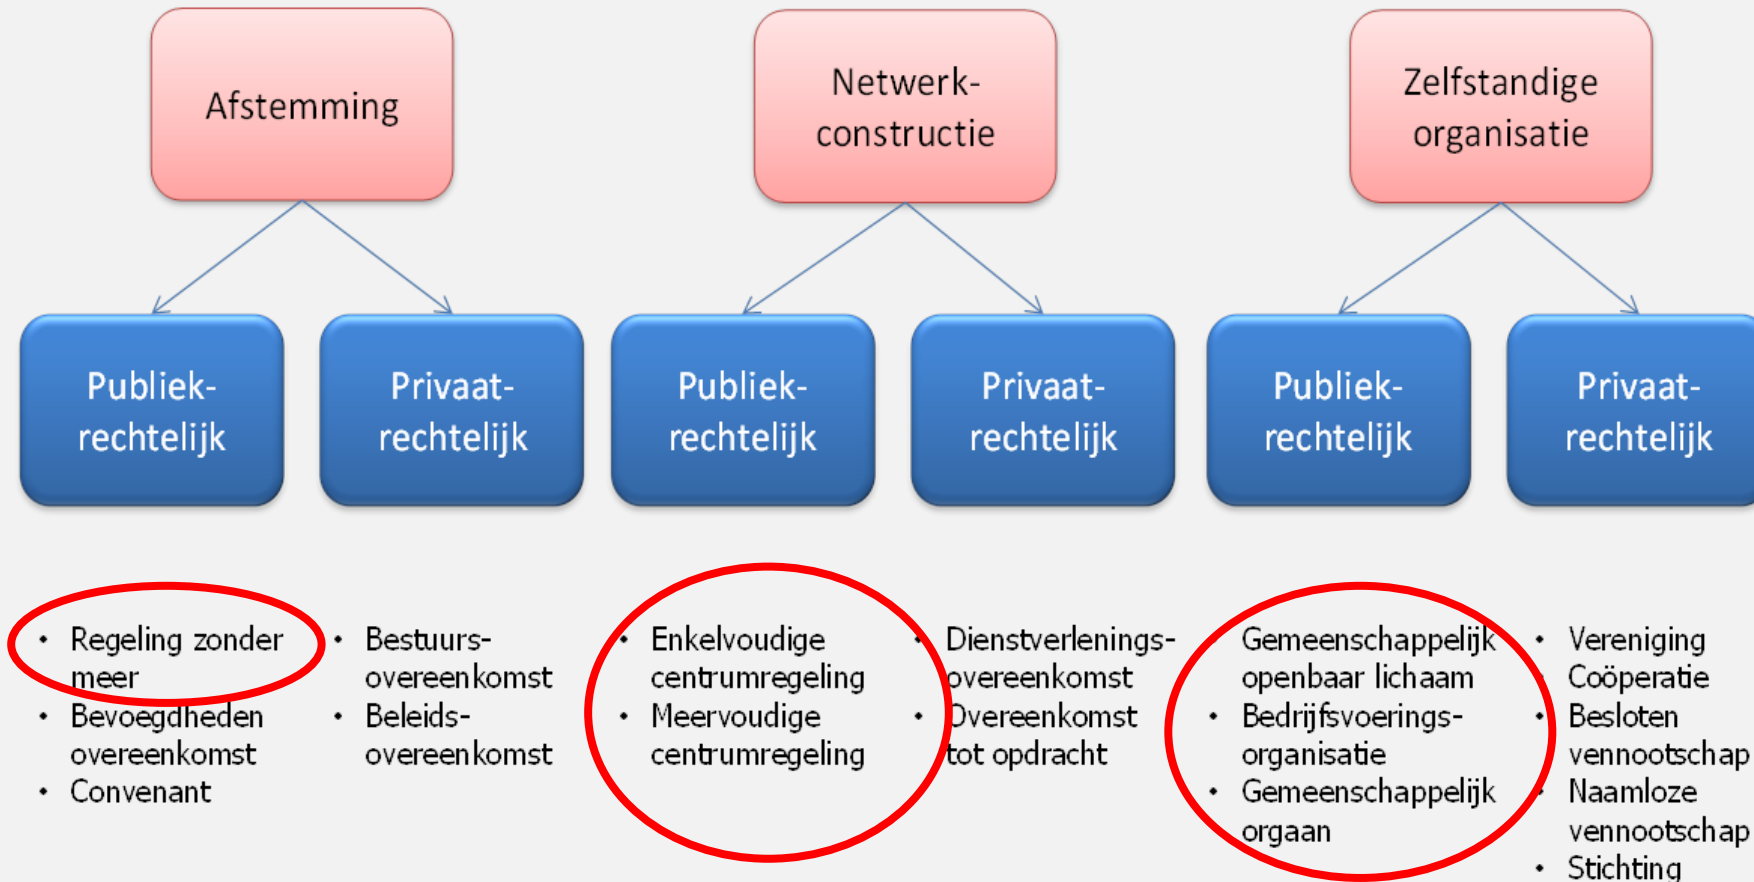 Afstemming
Netwerk-
constructie
Zelfstandige
organisatie
Publiek-
rechtelijk
Privaat-
rechtelijk
Publiek-
rechtelijk
Privaat-
rechtelijk
Publiek-
rechtelijk
Privaat-
rechtelijk
• Regeling zonder
meer
• Bevoegdheden
overeenkomst
• Convenant
• Bestuurs-
overeenkomst
• Beleids-
overeenkomst
• Enkelvoudige
centrumregeling
• Meervoudige
centrumregeling
• Dienstverlenings-
overeenkomst
• Overeenkomst
tot opdracht
Gemeenschappelijk
openbaar lichaam
• Bedrijfsvoerings-
organisatie
• Gemeenschappelijk
orgaan
• Vereniging
• Coöperatie
• Besloten
vennootschap
• Naamloze
vennootschap
• Stichting